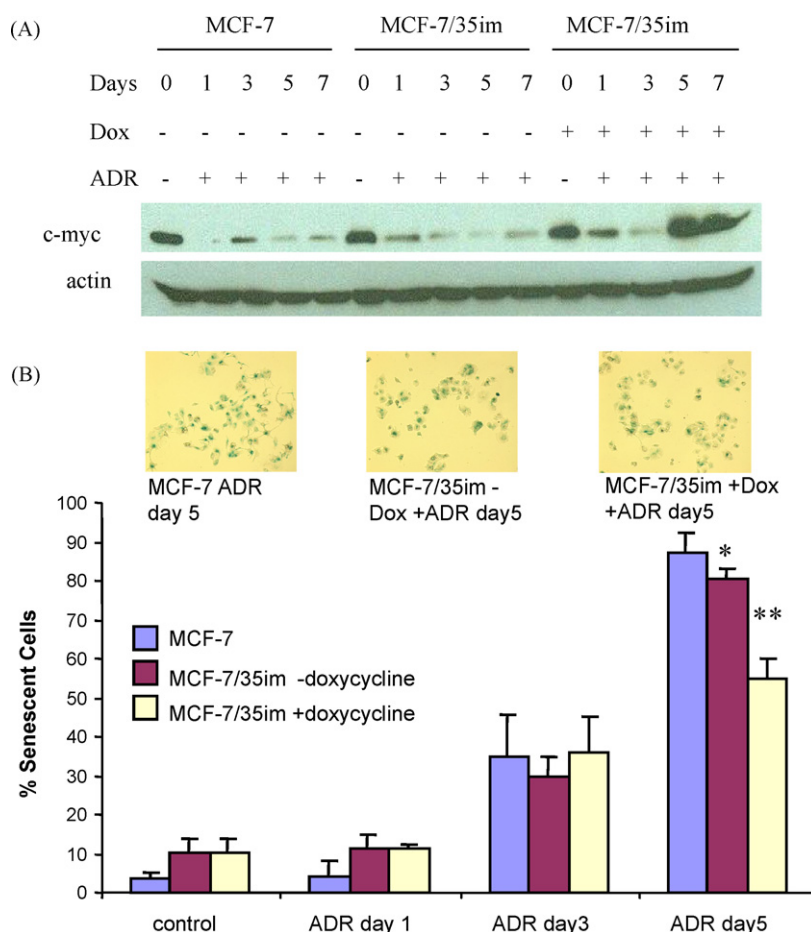 (A)
MCF-7 MCF-7/35im MCF-7/35im
Days 0 1 3 5 7 0 1 3 5 7 0 1 3 5 7
Dox - - - - - - - - - - + + + + +
ADR - + + + + - + + + + - + + + +
c-myc
actin
(B)
MCF-7 ADR day 5
MCF-7/35im - Dox +ADR day5
MCF-7/35im +Dox +ADR day5
100
90
80
70
60
50
40
30
20
10
0
% Senescent Cells
MCF-7
MCF-7/35im -doxycycline
MCF-7/35im +doxycycline
*
**
control ADR day 1 ADR day3 ADR day5